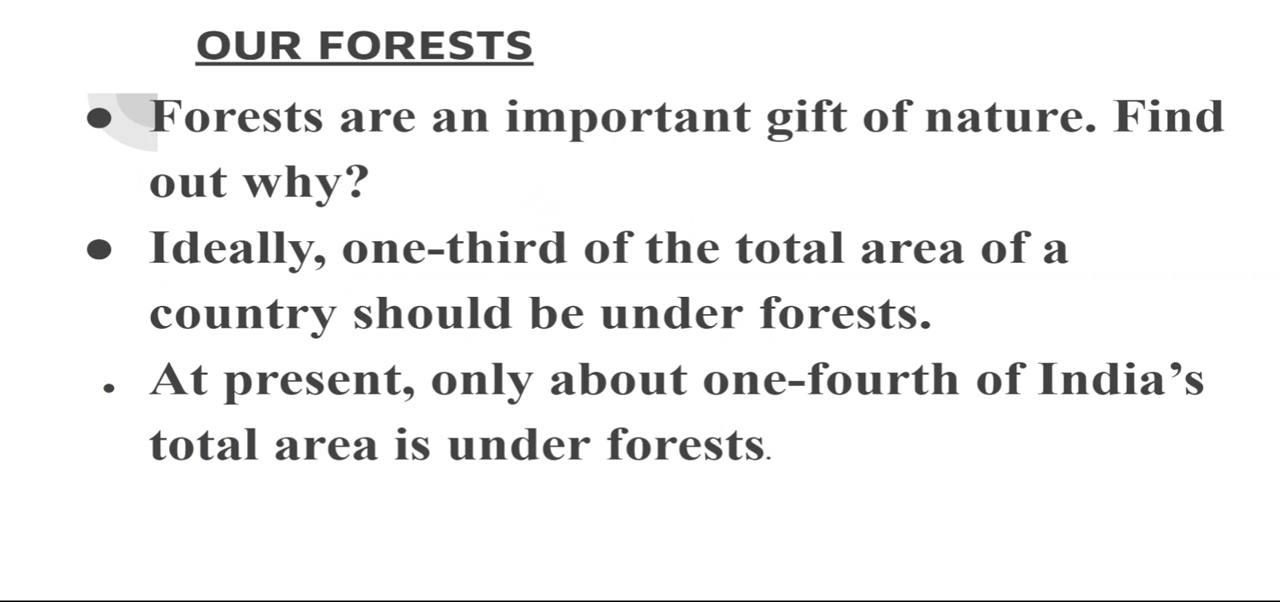 OUR FORESTS
● Forests are an important gift of nature. Find
out why?
● Ideally, one-third of the total area of a
country should be under forests.
• At present, only about one-fourth of India’s
total area is under forests.